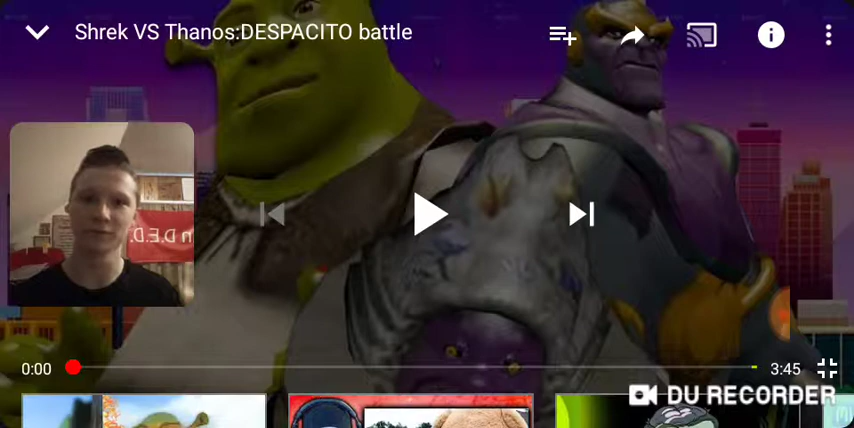 Shrek VS Thanos:DESPACITO battle
n D.E.D.
0:00
3:45
DU RECORDER